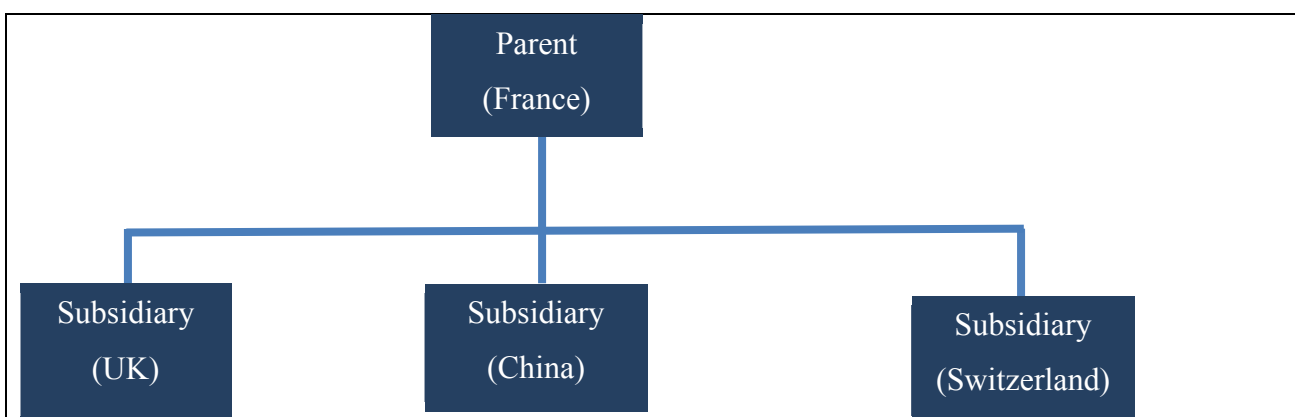 Parent
(France)
Subsidiary
(UK)
Subsidiary
(China)
Subsidiary
(Switzerland)